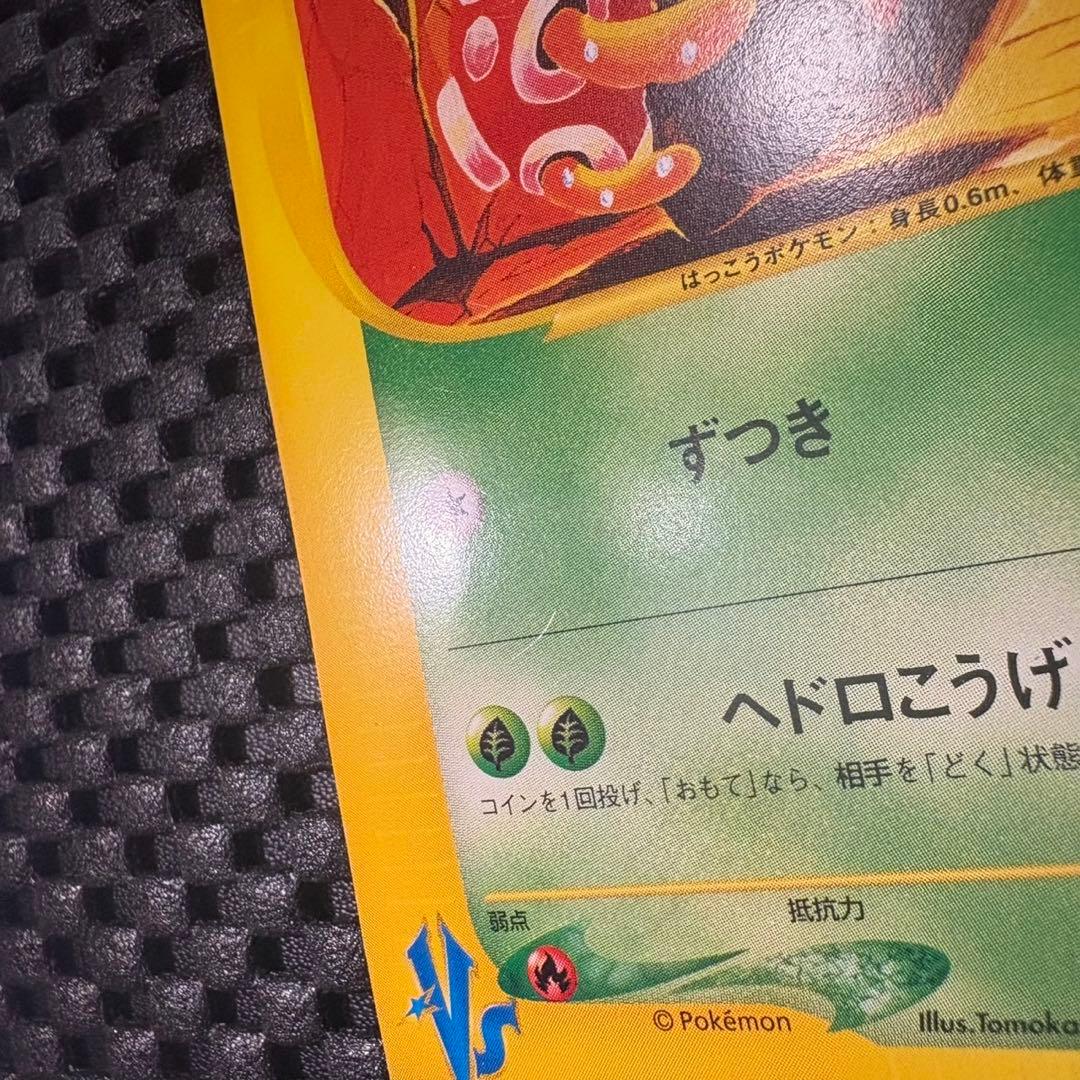 はっこうポケモン：身長0.6m、体重
ずつき
ヘドロこうげ
コインを1回投げ、「おもて」なら、相手を「どく」状態
弱点
抵抗力
VS
©Pokémon
Illus.Tomoka